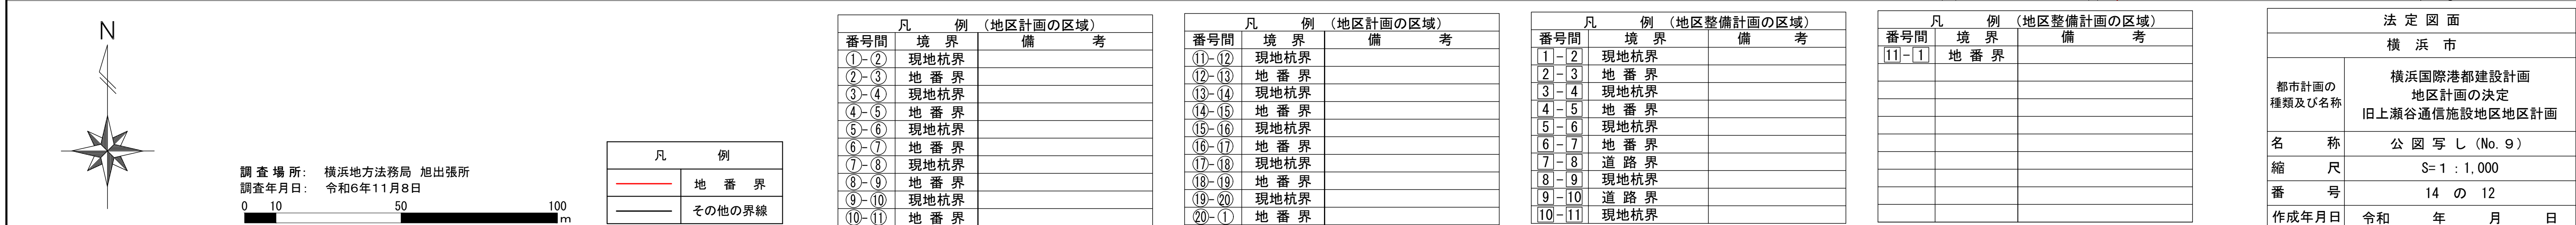 N
調査場所: 横浜地方法務局 旭出張所
調査年月日: 令和6年11月8日
0 10 50 100
m
凡 例
地 番 界
その他の界線
凡 例 (地区計画の区域)
番号間 境 界 備 考
①-② 現地杭界
②-③ 地 番 界
③-④ 現地杭界
④-⑤ 地 番 界
⑤-⑥ 現地杭界
⑥-⑦ 地 番 界
⑦-⑧ 現地杭界
⑧-⑨ 地 番 界
⑨-⑩ 現地杭界
⑩-⑪ 地 番 界
凡 例 (地区計画の区域)
番号間 境 界 備 考
⑪-⑫ 現地杭界
⑫-⑬ 地 番 界
⑬-⑭ 現地杭界
⑭-⑮ 地 番 界
⑮-⑯ 現地杭界
⑯-⑰ 地 番 界
⑰-⑱ 現地杭界
⑱-⑲ 地 番 界
⑲-⑳ 現地杭界
⑳-① 地 番 界
凡 例 (地区整備計画の区域)
番号間 境 界 備 考
1-2 現地杭界
2-3 地 番 界
3-4 現地杭界
4-5 地 番 界
5-6 現地杭界
6-7 地 番 界
7-8 道 路 界
8-9 現地杭界
9-10 道 路 界
10-11 現地杭界
凡 例 (地区整備計画の区域)
番号間 境 界 備 考
11-1 地 番 界
法 定 図 面
横 浜 市
都市計画の
種類及び名称
横浜国際港都建設計画
地区計画の決定
旧上瀬谷通信施設地区地区計画
名 称 公 図 写 し (No. 9)
縮 尺 S=1:1,000
番 号 14 の 12
作成年月日 令和 年 月 日